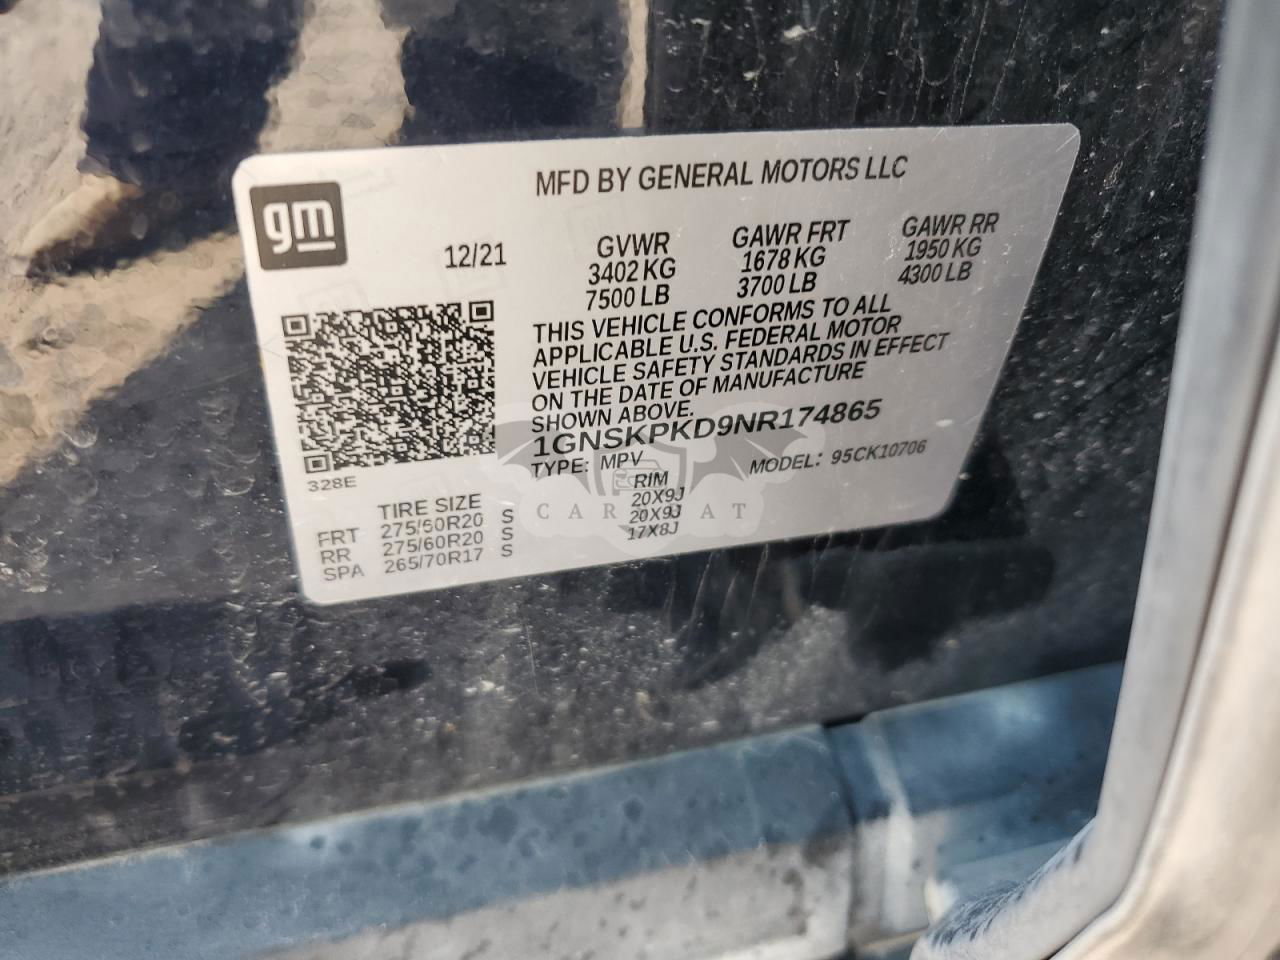 MFD BY GENERAL MOTORS LLC
gm
12/21
GVWR GAWR FRT GAWR RR
3402 KG 1678 KG 1950 KG
7500 LB 3700 LB 4300 LB
THIS VEHICLE CONFORMS TO ALL
APPLICABLE U.S. FEDERAL MOTOR
VEHICLE SAFETY STANDARDS IN EFFECT
ON THE DATE OF MANUFACTURE
SHOWN ABOVE.
1GNSKPKD9NR174865
TYPE: MPV MODEL: 95CK10706
328E
TIRE SIZE RIM
FRT 275/60R20 S 20X9J
RR 275/60R20 S 20X9J
SPA 265/70R17 S 17X8J